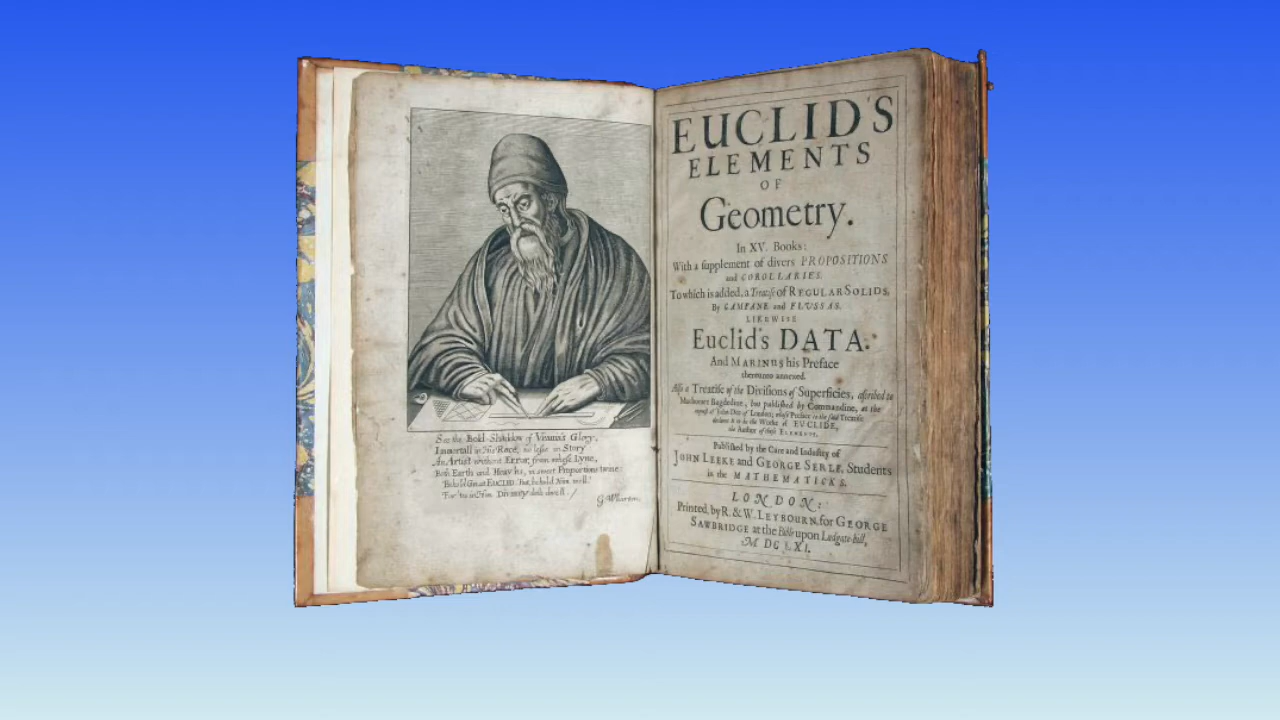 See the Bold Shaddow of Vienna's Glory,
Immortall in His Race, no lesse in Story
An Artist without Error, from whose Lyne,
Both Earth and Heav'ns, in sweet Proportions twine:
Behold Great EUCLID. But behold Him well!
For 'tis in Him Divinity doth dwell.
G. Wharton.
EUCLID'S
ELEMENTS
OF
Geometry.
In XV. Books:
With a supplement of divers PROPOSITIONS
and COROLLARIES.
To which is added, a Treatise of REGULAR SOLIDS,
By CAMPANE and FLUSSAS.
LIKEWISE
Euclid's DATA.
And MARINUS his Preface
thereunto annexed.
Also a Treatise of the Divisions of Superficies, ascribed to
Machomet Bagdedine, but published by Commandine, at the
request of John Dee of London; whose Preface to the said Treatise
declares it to be the Worke of EUCLIDE,
the Author of these ELEMENTS.
Published by the Care and Industry of
JOHN LEEKE and GEORGE SERLE, Students
in the MATHEMATICKS.
LONDON:
Printed, by R. & W. LEYBOURN, for GEORGE
SAWBRIDGE at the Bible upon Ludgate-hill,
M DC LXI.